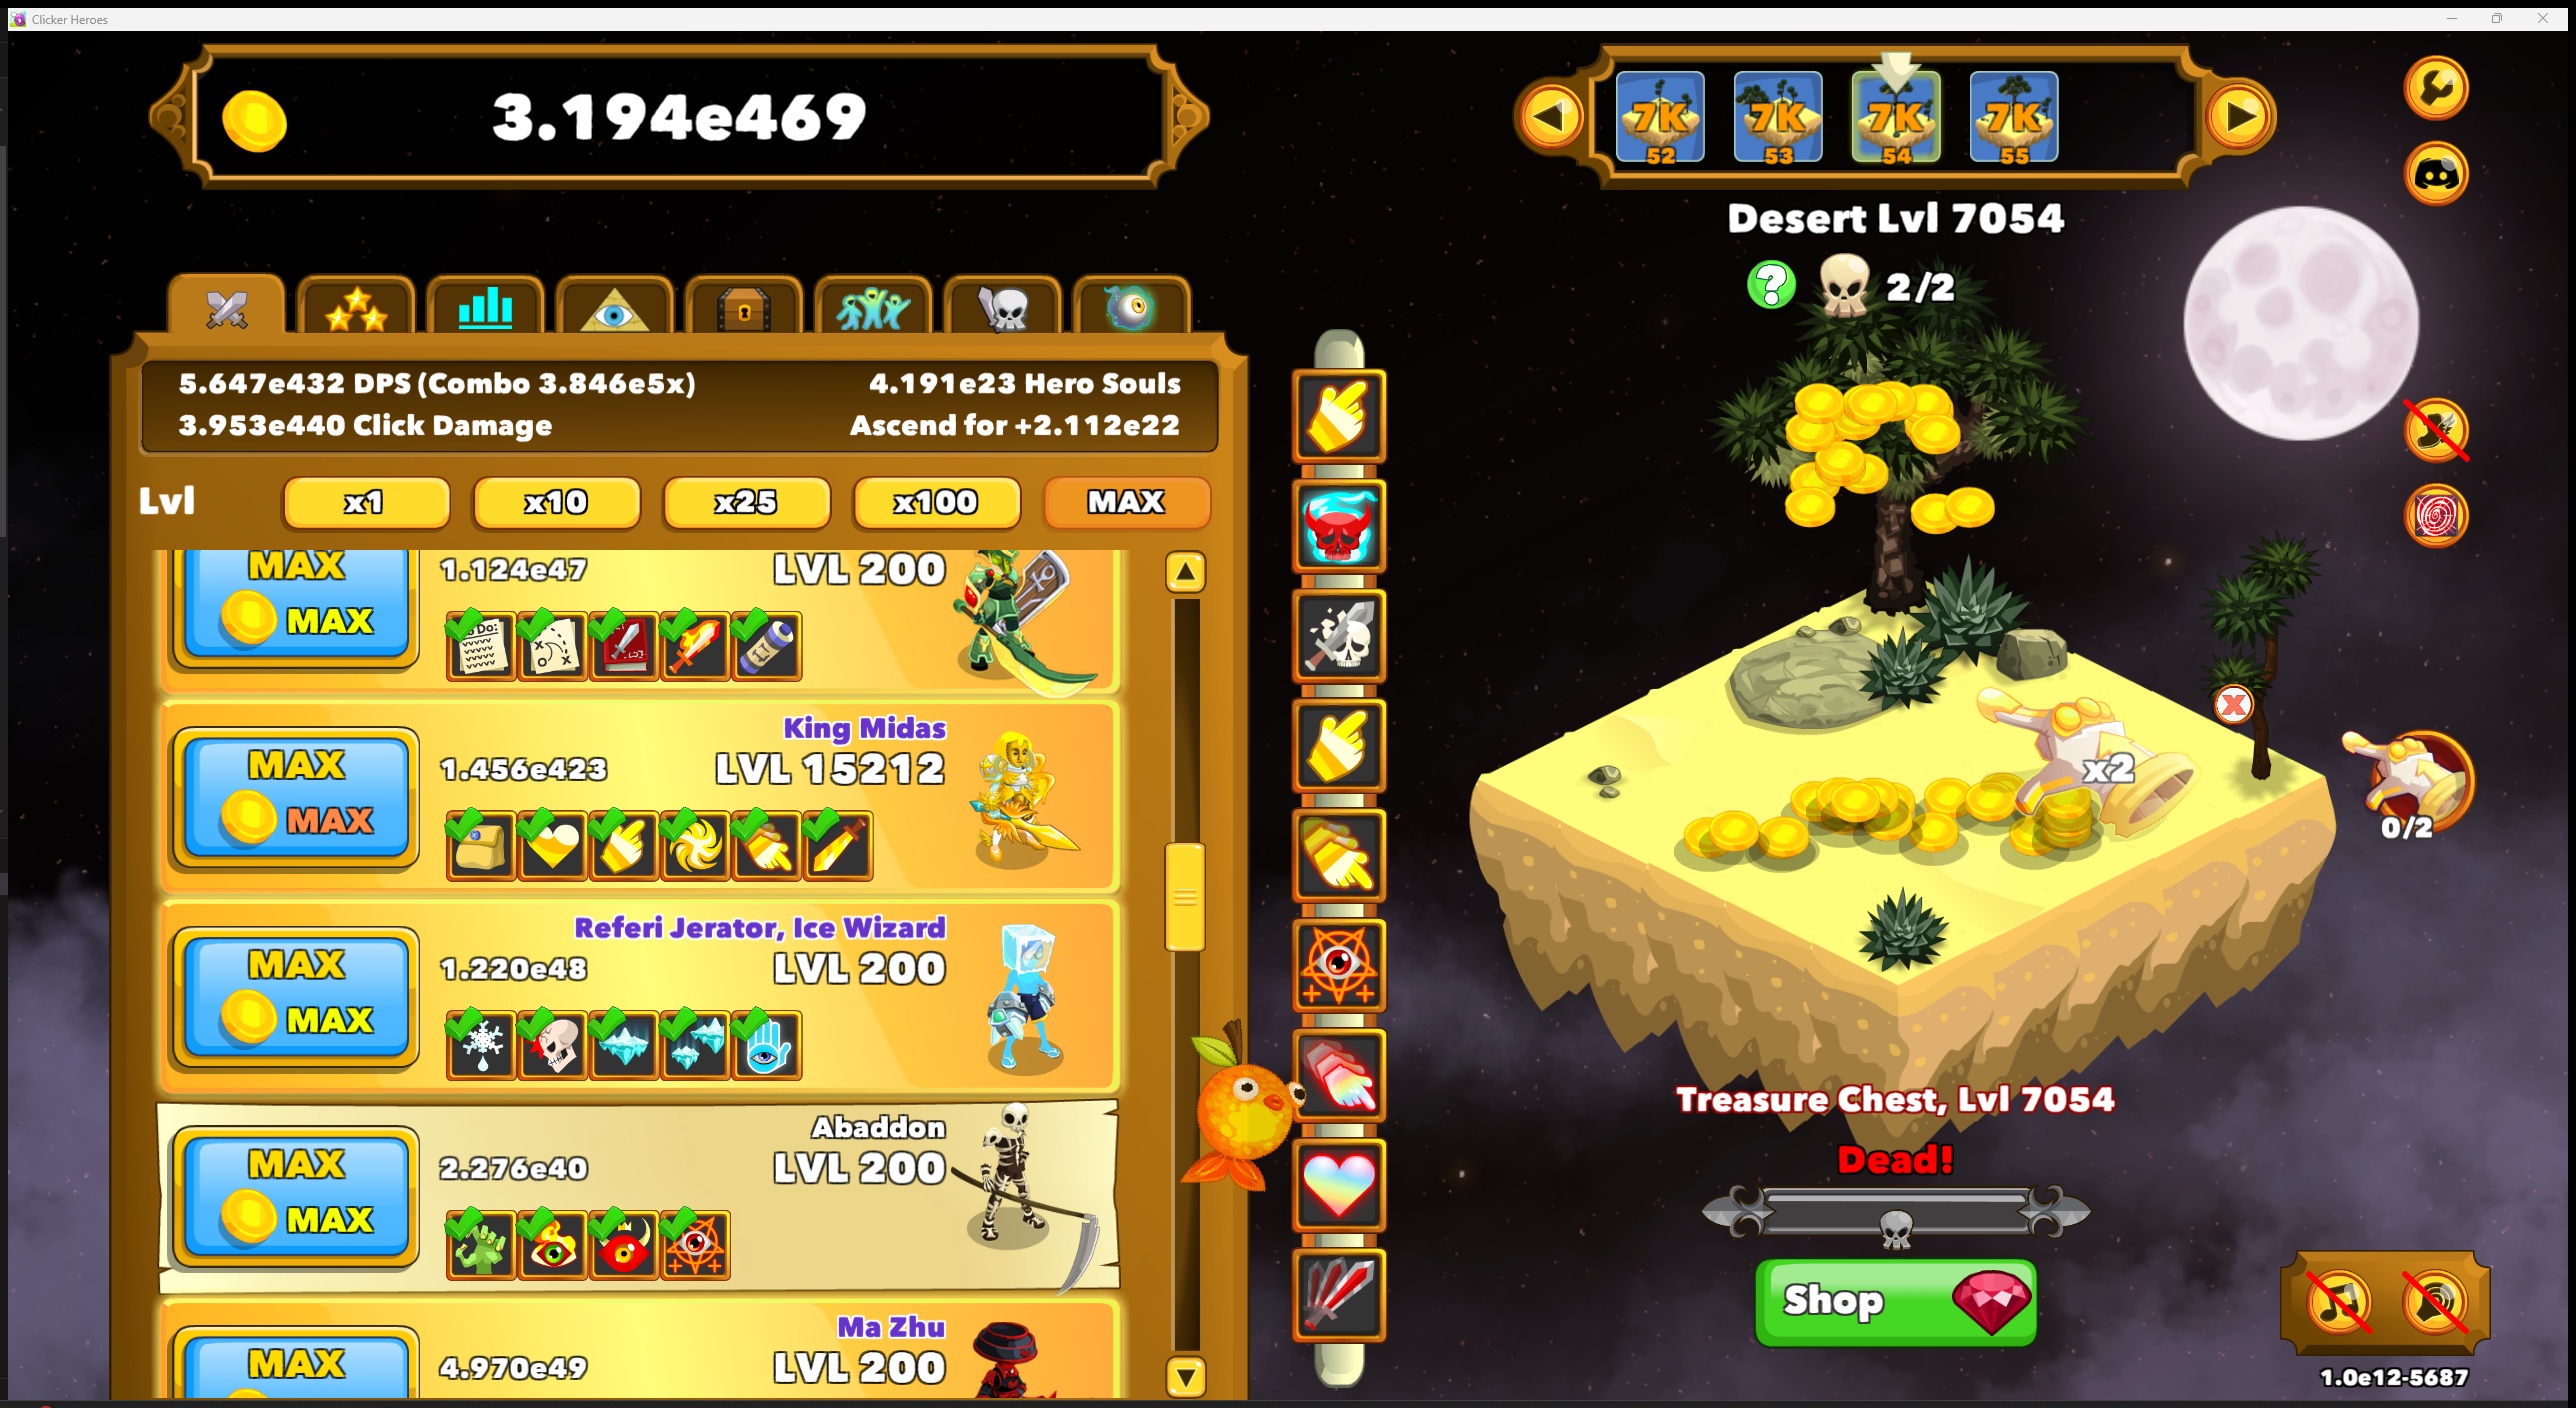 Clicker Heroes
3.194e469
7K 7K 7K 7K
52 53 54 55
Desert Lvl 7054
2/2
5.647e432 DPS (Combo 3.846e5x)
4.191e23 Hero Souls
3.953e440 Click Damage
Ascend for +2.112e22
Lvl x1 x10 x25 x100 MAX
MAX
1.124e47
LVL 200
MAX
Do:
King Midas
MAX
1.456e423
LVL 15212
MAX
Referi Jerator, Ice Wizard
MAX
1.220e48
LVL 200
MAX
Abaddon
MAX
2.276e40
LVL 200
MAX
Ma Zhu
MAX
4.970e49
LVL 200
x2
0/2
Treasure Chest, Lvl 7054
Dead!
Shop
1.0e12-5687